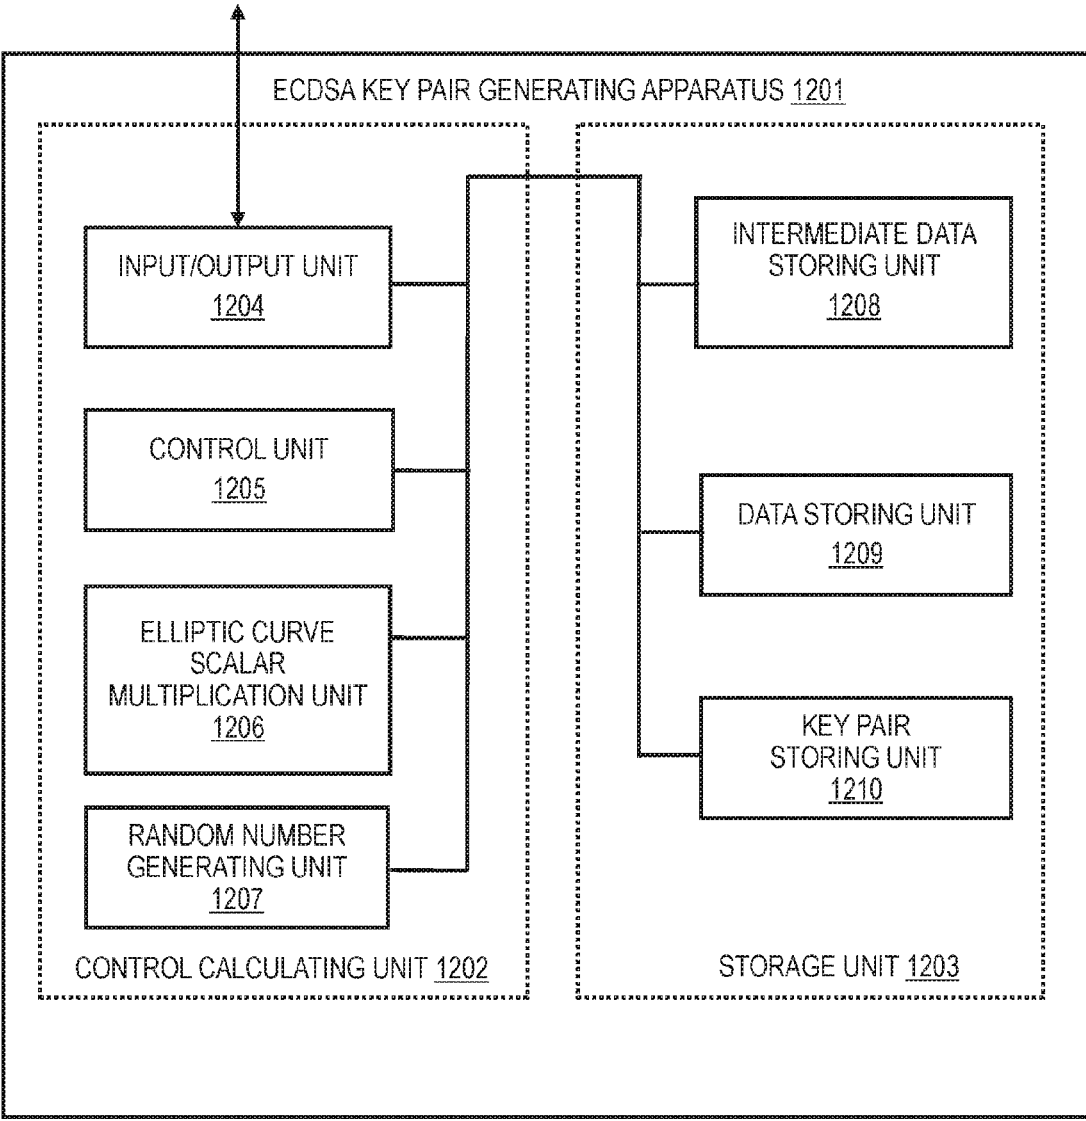 ECDSA KEY PAIR GENERATING APPARATUS 1201
INPUT/OUTPUT UNIT
1204
CONTROL UNIT
1205
ELLIPTIC CURVE
SCALAR
MULTIPLICATION UNIT
1206
RANDOM NUMBER
GENERATING UNIT
1207
CONTROL CALCULATING UNIT 1202
INTERMEDIATE DATA
STORING UNIT
1208
DATA STORING UNIT
1209
KEY PAIR
STORING UNIT
1210
STORAGE UNIT 1203